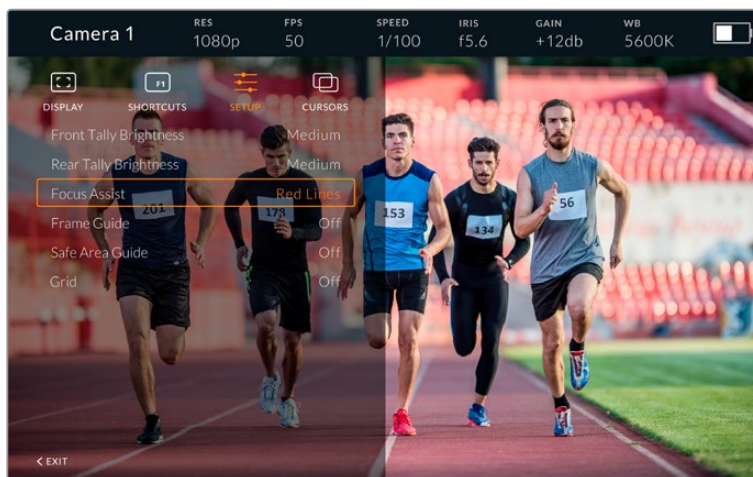 Camera 1
RES FPS SPEED IRIS GAIN WB
1080p 50 1/100 f5.6 +12db 5600K
F1
DISPLAY SHORTCUTS SETUP CURSORS
Front Tally Brightness Medium
Rear Tally Brightness Medium
Focus Assist Red Lines
Frame Guide Off
Safe Area Guide Off
Grid Off
201 178 153 134 56
< EXIT